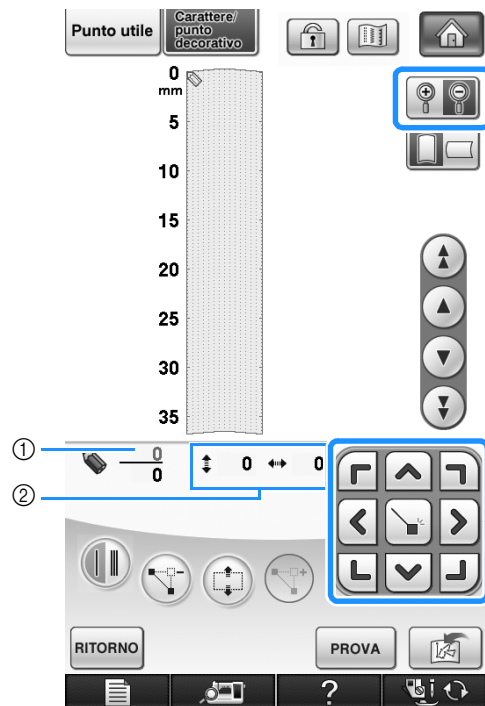 Punto utile
Carattere/
punto
decorativo
0
mm
5
10
15
20
25
30
35
①
0
0
0
0
②
RITORNO
PROVA
?